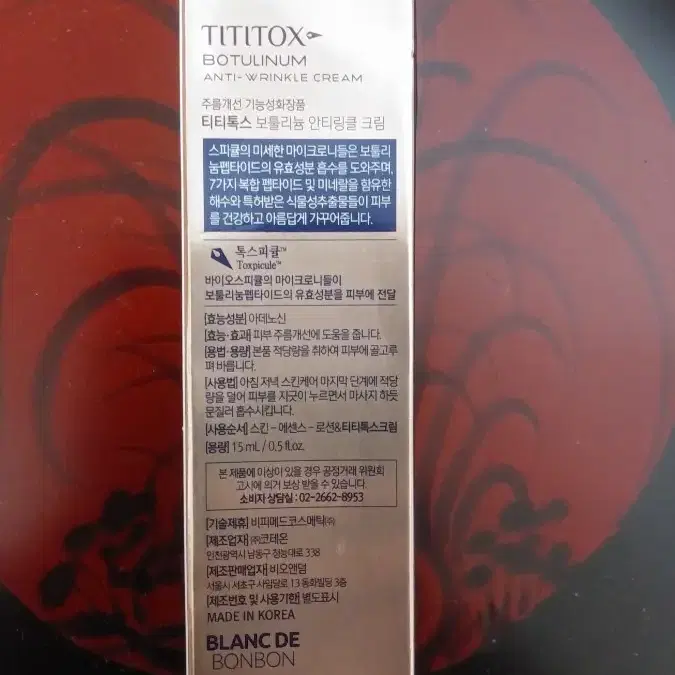 TITITOX
BOTULINUM
ANTI-WRINKLE CREAM
주름개선 기능성화장품
티티톡스 보툴리늄 안티링클 크림
스피큘의 미세한 마이크로니들은 보툴리
눔펩타이드의 유효성분 흡수를 도와주며,
7가지 복합 펩타이드 및 미네랄을 함유한
해수와 특허받은 식물성추출물들이 피부
를 건강하고 아름답게 가꾸어줍니다.
톡스피큘™
Toxpicule™
바이오스피큘의 마이크로니들이
보툴리눔펩타이드의 유효성분을 피부에 전달
[효능성분] 아데노신
[효능·효과] 피부 주름개선에 도움을 줍니다.
[용법·용량] 본품 적당량을 취하여 피부에 골고루
펴 바릅니다.
[사용법] 아침 저녁 스킨케어 마지막 단계에 적당
량을 덜어 피부를 지긋이 누르면서 마사지 하듯
문질러 흡수시킵니다.
[사용순서] 스킨 - 에센스 - 로션&티티톡스크림
[용량] 15 mL / 0.5 fl.oz.
본 제품에 이상이 있을 경우 공정거래 위원회
고시에 의거 보상 받을 수 있습니다.
소비자 상담실 : 02-2662-8953
[기술제휴] 비피메드코스메틱㈜
[제조업자] ㈜코테온
인천광역시 남동구 정능대로 338
[제조판매업자] 비오앤덤
서울시 서초구 사임당로 13 동화빌딩 3층
[제조번호 및 사용기한] 별도표시
MADE IN KOREA
BLANC DE
BONBON